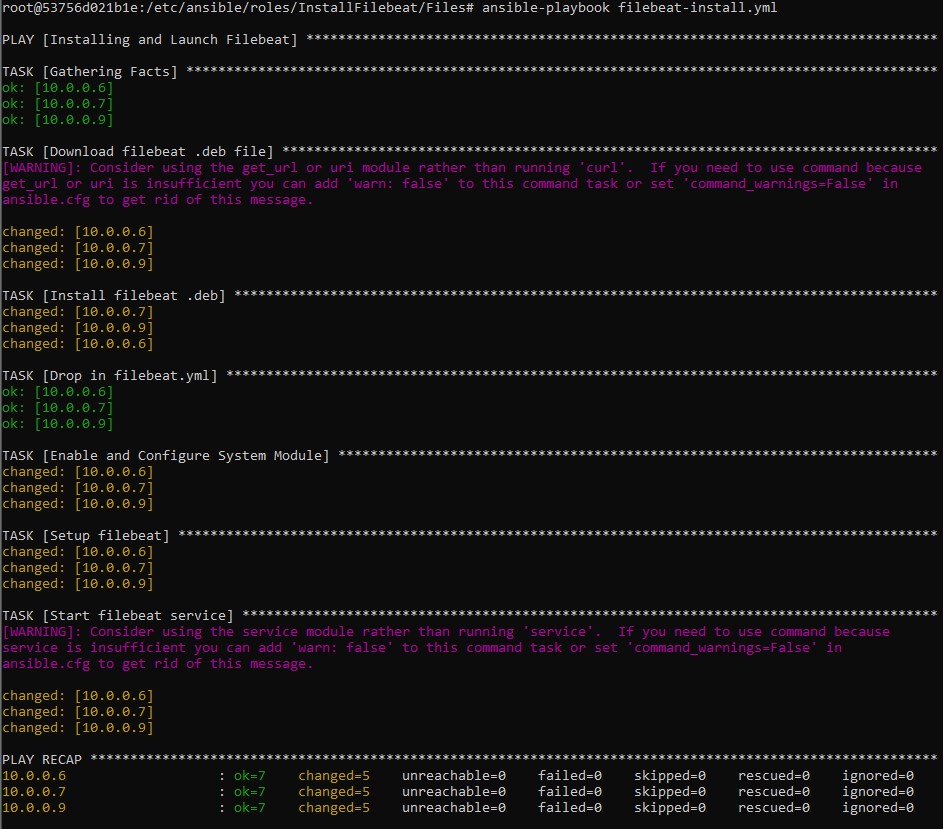 root@53756d021b1e:/etc/ansible/roles/InstallFilebeat/Files# ansible-playbook filebeat-install.yml
PLAY [Installing and Launch Filebeat] *******************************************************************************
TASK [Gathering Facts] **********************************************************************************************
ok: [10.0.0.6]
ok: [10.0.0.7]
ok: [10.0.0.9]
TASK [Download filebeat .deb file] **********************************************************************************
[WARNING]: Consider using the get_url or uri module rather than running 'curl'.  If you need to use command because
get_url or uri is insufficient you can add 'warn: false' to this command task or set 'command_warnings=False' in
ansible.cfg to get rid of this message.
changed: [10.0.0.6]
changed: [10.0.0.7]
changed: [10.0.0.9]
TASK [Install filebeat .deb] ****************************************************************************************
changed: [10.0.0.7]
changed: [10.0.0.9]
changed: [10.0.0.6]
TASK [Drop in filebeat.yml] *****************************************************************************************
ok: [10.0.0.6]
ok: [10.0.0.7]
ok: [10.0.0.9]
TASK [Enable and Configure System Module] ***************************************************************************
changed: [10.0.0.6]
changed: [10.0.0.7]
changed: [10.0.0.9]
TASK [Setup filebeat] ***********************************************************************************************
changed: [10.0.0.6]
changed: [10.0.0.7]
changed: [10.0.0.9]
TASK [Start filebeat service] ***************************************************************************************
[WARNING]: Consider using the service module rather than running 'service'.  If you need to use command because
service is insufficient you can add 'warn: false' to this command task or set 'command_warnings=False' in
ansible.cfg to get rid of this message.
changed: [10.0.0.6]
changed: [10.0.0.7]
changed: [10.0.0.9]
PLAY RECAP **********************************************************************************************************
10.0.0.6                   : ok=7    changed=5    unreachable=0    failed=0    skipped=0    rescued=0    ignored=0
10.0.0.7                   : ok=7    changed=5    unreachable=0    failed=0    skipped=0    rescued=0    ignored=0
10.0.0.9                   : ok=7    changed=5    unreachable=0    failed=0    skipped=0    rescued=0    ignored=0